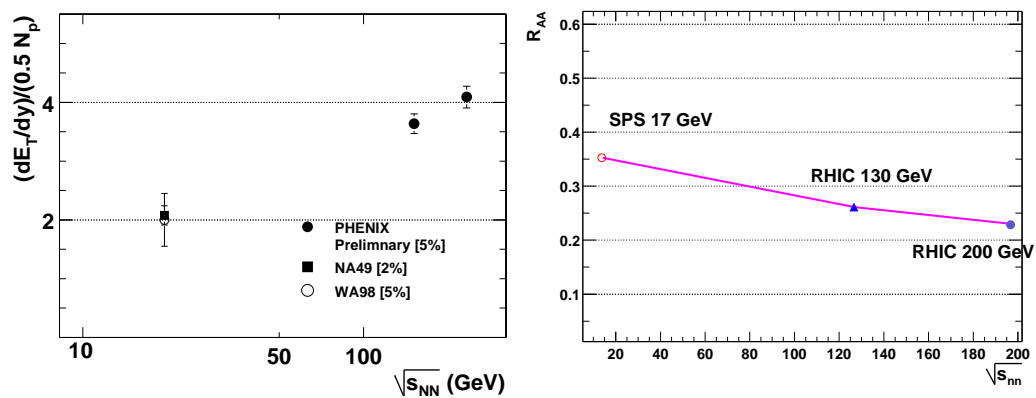 (dE_T/dy)/(0.5 N_p)
4
2
PHENIX
Prelimnary [5%]
NA49 [2%]
WA98 [5%]
10
50
100
√s_NN (GeV)
R_AA
0.6
0.5
0.4
0.3
0.2
0.1
SPS 17 GeV
RHIC 130 GeV
RHIC 200 GeV
20 40 60 80 100 120 140 160 180 200
√s_nn